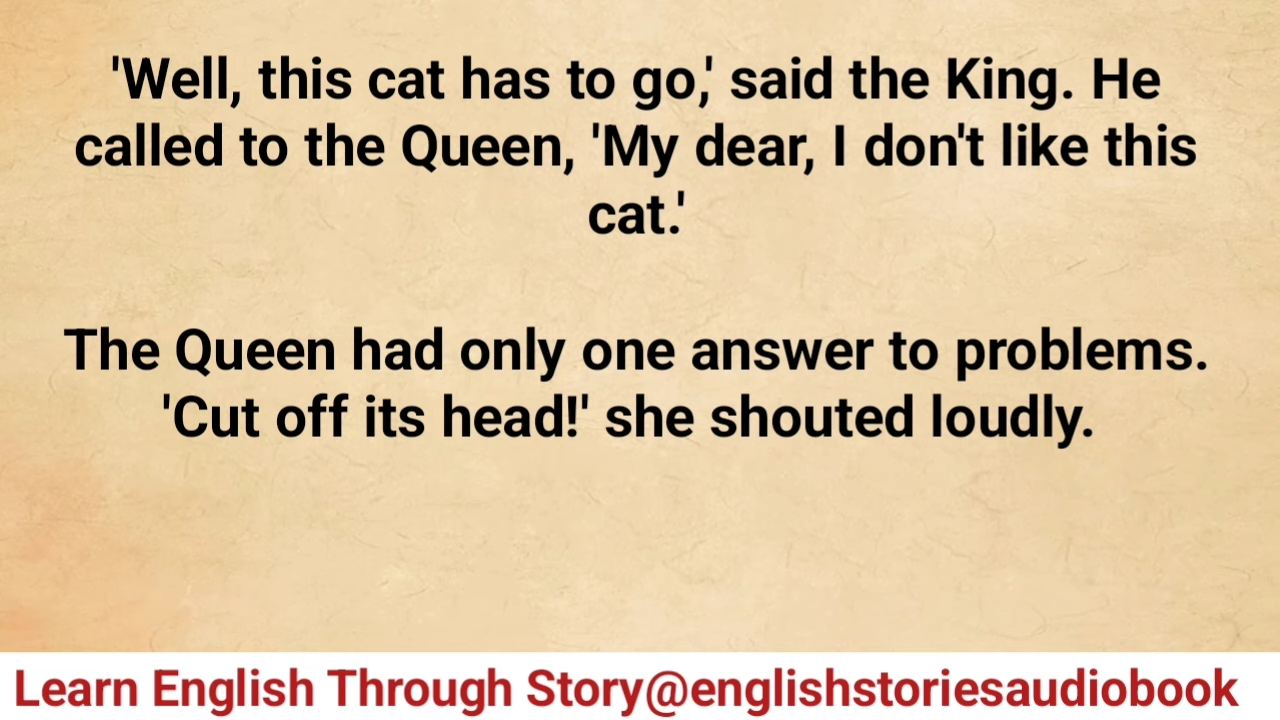 'Well, this cat has to go,' said the King. He
called to the Queen, 'My dear, I don't like this
cat.'
The Queen had only one answer to problems.
'Cut off its head!' she shouted loudly.
Learn English Through Story@englishstoriesaudiobook